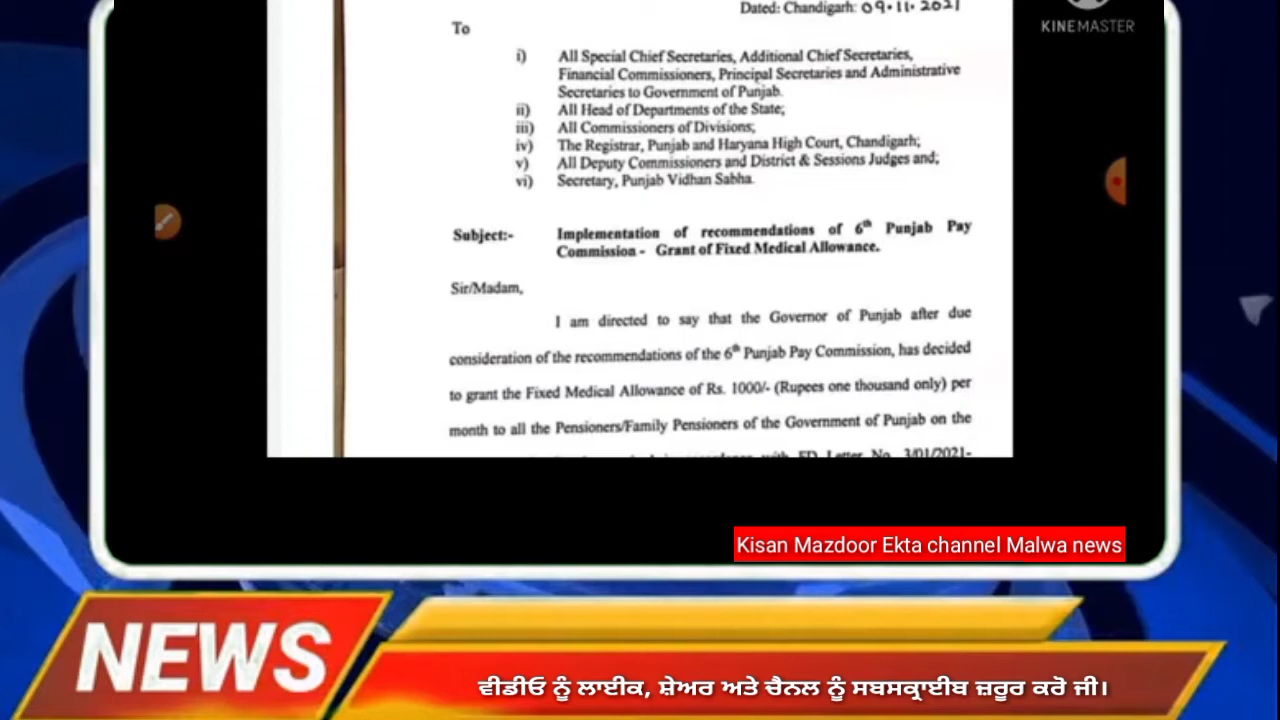 Dated: Chandigarh: 09.11.2021
KINEMASTER
To
i) All Special Chief Secretaries, Additional Chief Secretaries,
Financial Commissioners, Principal Secretaries and Administrative
Secretaries to Government of Punjab.
ii) All Head of Departments of the State;
iii) All Commissioners of Divisions;
iv) The Registrar, Punjab and Haryana High Court, Chandigarh;
v) All Deputy Commissioners and District & Sessions Judges and;
vi) Secretary, Punjab Vidhan Sabha.
Subject:- Implementation of recommendations of 6th Punjab Pay
Commission - Grant of Fixed Medical Allowance.
Sir/Madam,
I am directed to say that the Governor of Punjab after due
consideration of the recommendations of the 6th Punjab Pay Commission, has decided
to grant the Fixed Medical Allowance of Rs. 1000/- (Rupees one thousand only) per
month to all the Pensioners/Family Pensioners of the Government of Punjab on the
with FD Letter No. 3/01/2021-
Kisan Mazdoor Ekta channel Malwa news
NEWS
ਵੀਡੀਓ ਨੂੰ ਲਾਈਕ, ਸ਼ੇਅਰ ਅਤੇ ਚੈਨਲ ਨੂੰ ਸਬਸਕ੍ਰਾਈਬ ਜ਼ਰੂਰ ਕਰੋ ਜੀ।